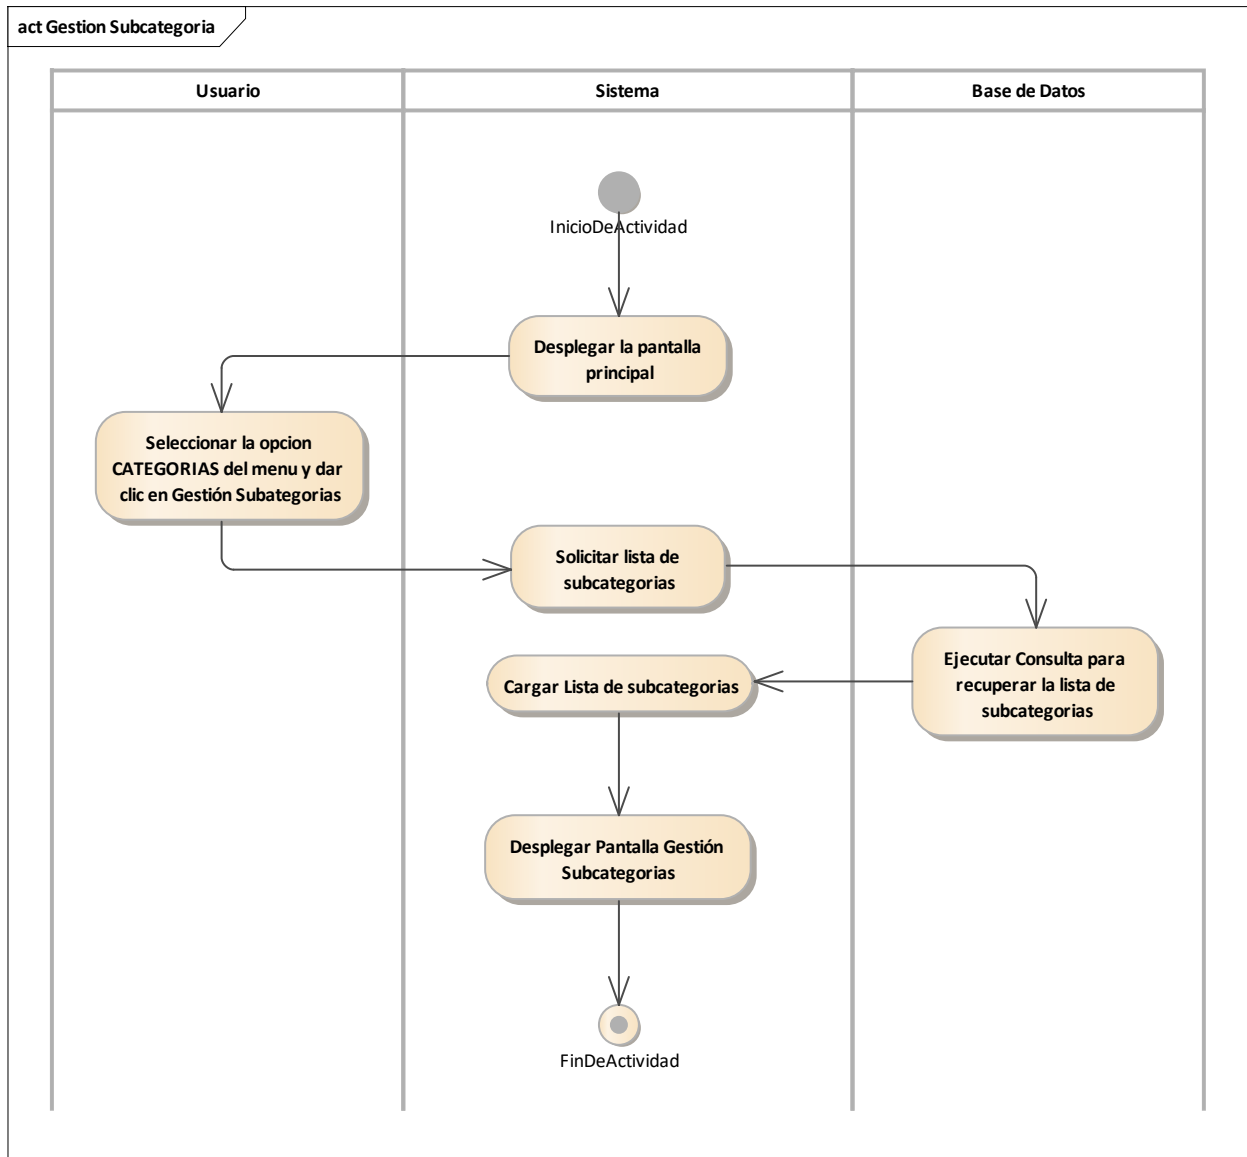 act Gestion Subcategoria
Usuario
Sistema
Base de Datos
InicioDeActividad
Desplegar la pantalla
principal
Seleccionar la opcion
CATEGORIAS del menu y dar
clic en Gestión Subategorias
Solicitar lista de
subcategorias
Ejecutar Consulta para
recuperar la lista de
subcategorias
Cargar Lista de subcategorias
Desplegar Pantalla Gestión
Subcategorias
FinDeActividad